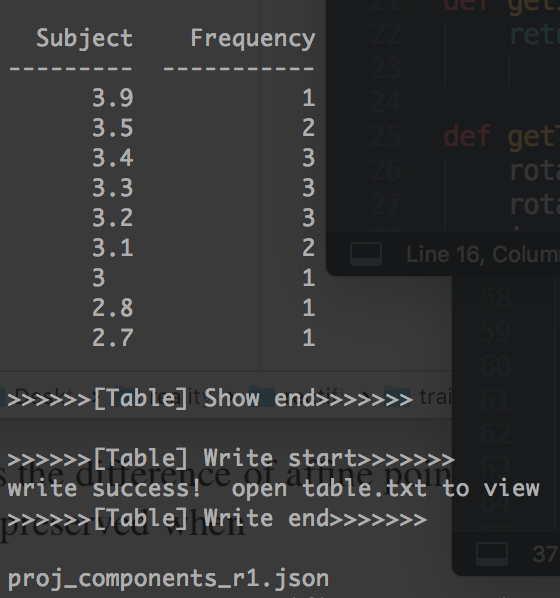 Subject Frequency
--------- -----------
3.9 1
3.5 2
3.4 3
3.3 3
3.2 3
3.1 2
3 1
2.8 1
2.7 1
>>>>>>[Table] Show end>>>>>>>
>>>>>>[Table] Write start>>>>>>>
write success! open table.txt to view
>>>>>>[Table] Write end>>>>>>>
proj_components_r1.json
21 def get
22 retu
23
24
25 def get
26 rota
27 rota
Line 16, Column
58
59
60
61
62
63
37
the difference of affine poin
preserved when